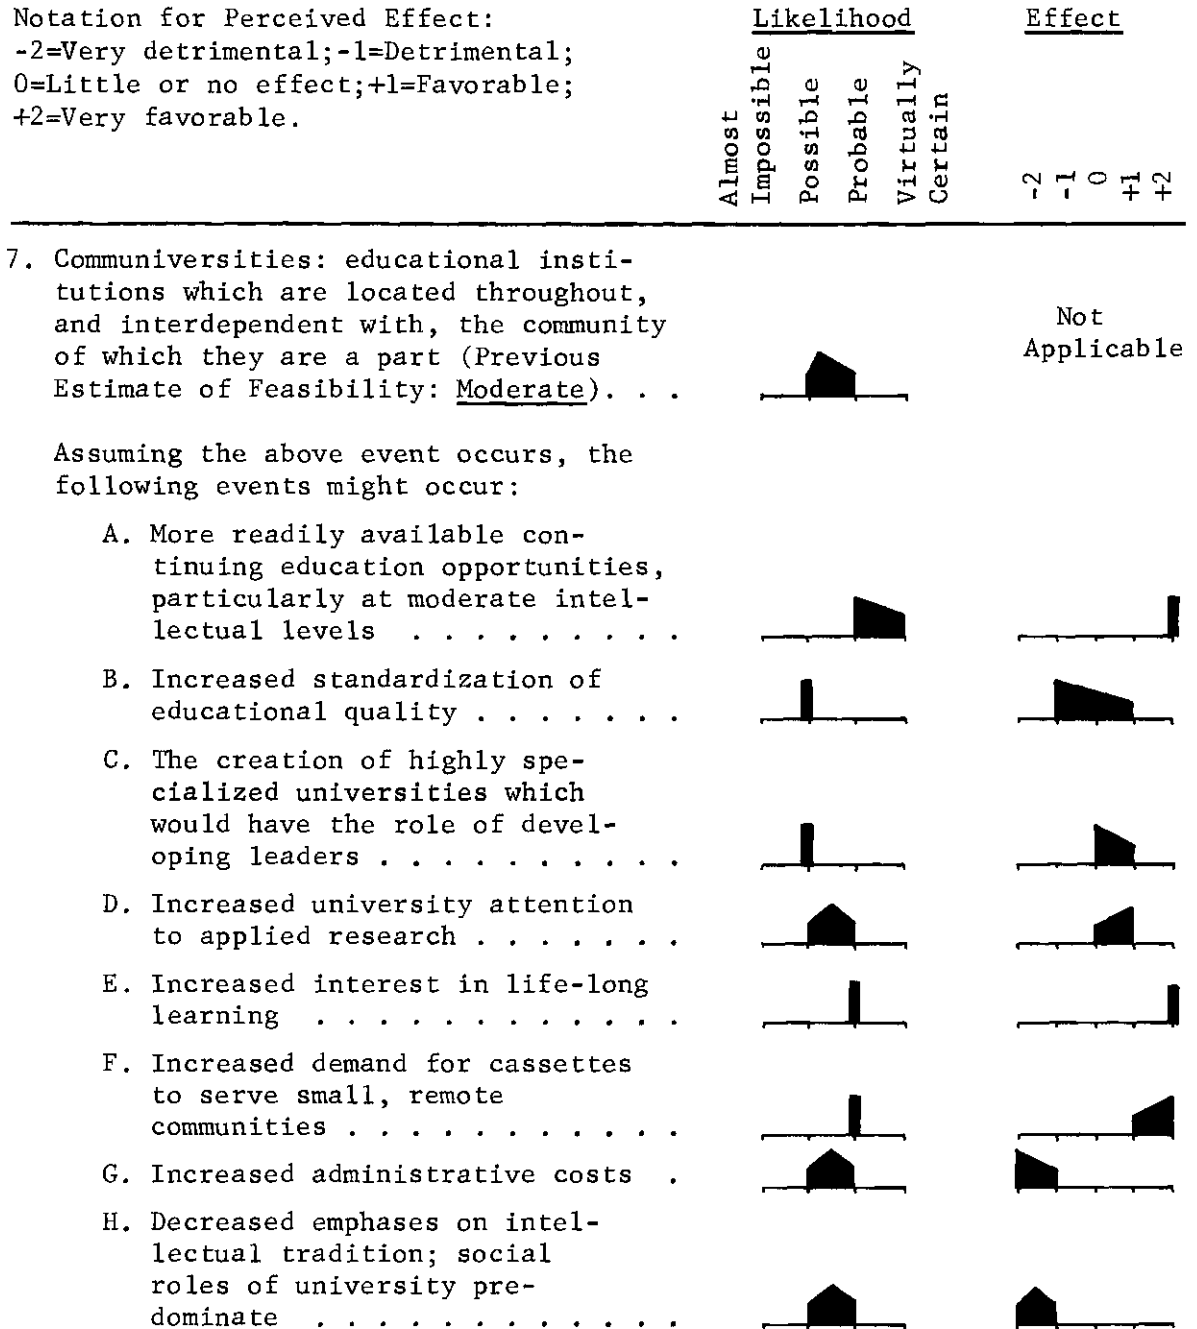 Notation for Perceived Effect:
-2=Very detrimental;-1=Detrimental;
0=Little or no effect;+1=Favorable;
+2=Very favorable.
Likelihood
Effect
Almost
Impossible
Possible
Probable
Virtually
Certain
-2
-1
0
+1
+2
7. Communiversities: educational insti-
tutions which are located throughout,
and interdependent with, the community
of which they are a part (Previous
Estimate of Feasibility: Moderate). . .
Not
Applicable
Assuming the above event occurs, the
following events might occur:
A. More readily available con-
tinuing education opportunities,
particularly at moderate intel-
lectual levels . . . . . . . . .
B. Increased standardization of
educational quality . . . . . . .
C. The creation of highly spe-
cialized universities which
would have the role of devel-
oping leaders . . . . . . . . . .
D. Increased university attention
to applied research . . . . . . .
E. Increased interest in life-long
learning . . . . . . . . . . . .
F. Increased demand for cassettes
to serve small, remote
communities . . . . . . . . . . .
G. Increased administrative costs .
H. Decreased emphases on intel-
lectual tradition; social
roles of university pre-
dominate . . . . . . . . . . . .